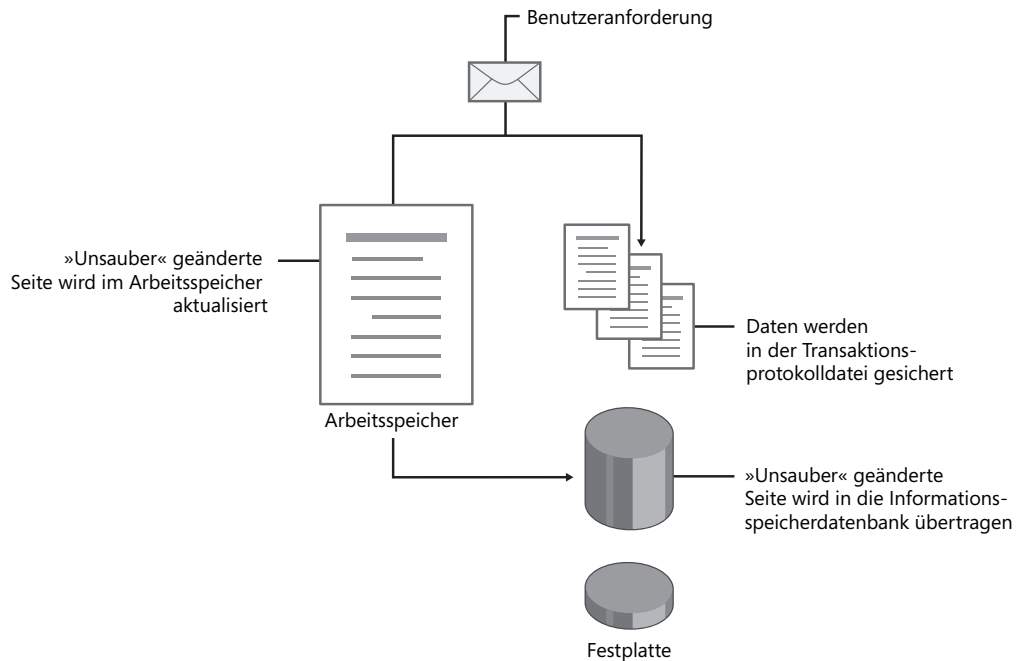 Benutzeranforderung
»Unsauber« geänderte
Seite wird im Arbeitsspeicher
aktualisiert
Daten werden
in der Transaktions-
protokolldatei gesichert
Arbeitsspeicher
»Unsauber« geänderte
Seite wird in die Informations-
speicherdatenbank übertragen
Festplatte